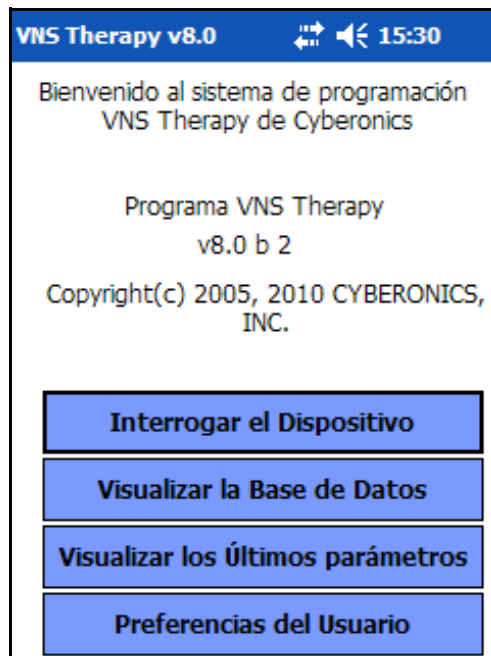 VNS Therapy v8.0 15:30
Bienvenido al sistema de programación
VNS Therapy de Cyberonics
Programa VNS Therapy
v8.0 b 2
Copyright(c) 2005, 2010 CYBERONICS,
INC.
Interrogar el Dispositivo
Visualizar la Base de Datos
Visualizar los Últimos parámetros
Preferencias del Usuario